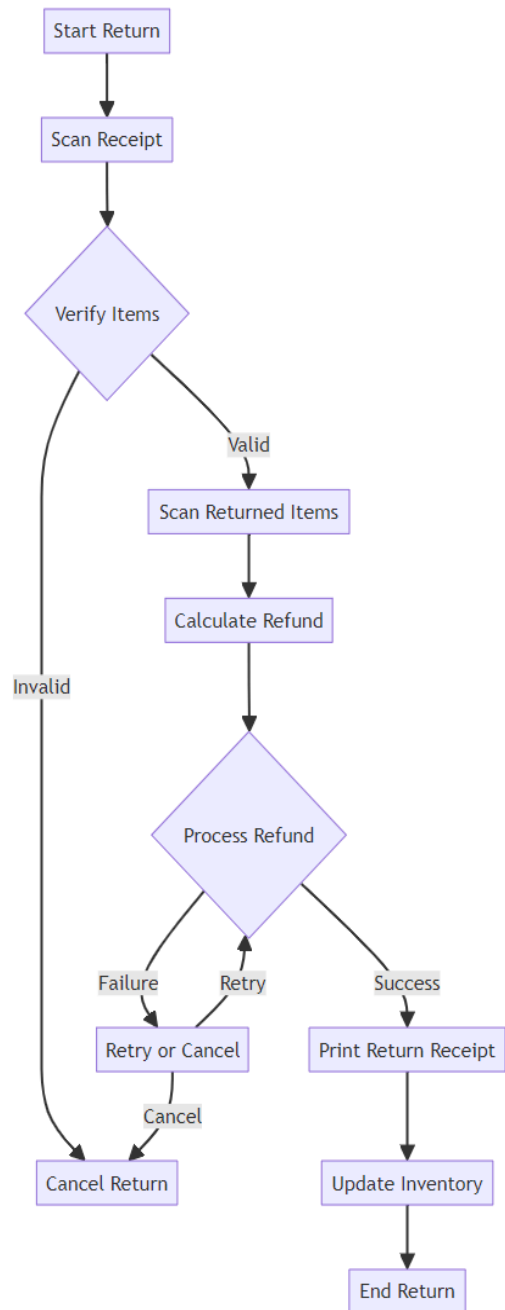 Start Return
Scan Receipt
Verify Items
Valid
Scan Returned Items
Calculate Refund
Invalid
Process Refund
Failure
Retry
Success
Retry or Cancel
Print Return Receipt
Cancel
Cancel Return
Update Inventory
End Return